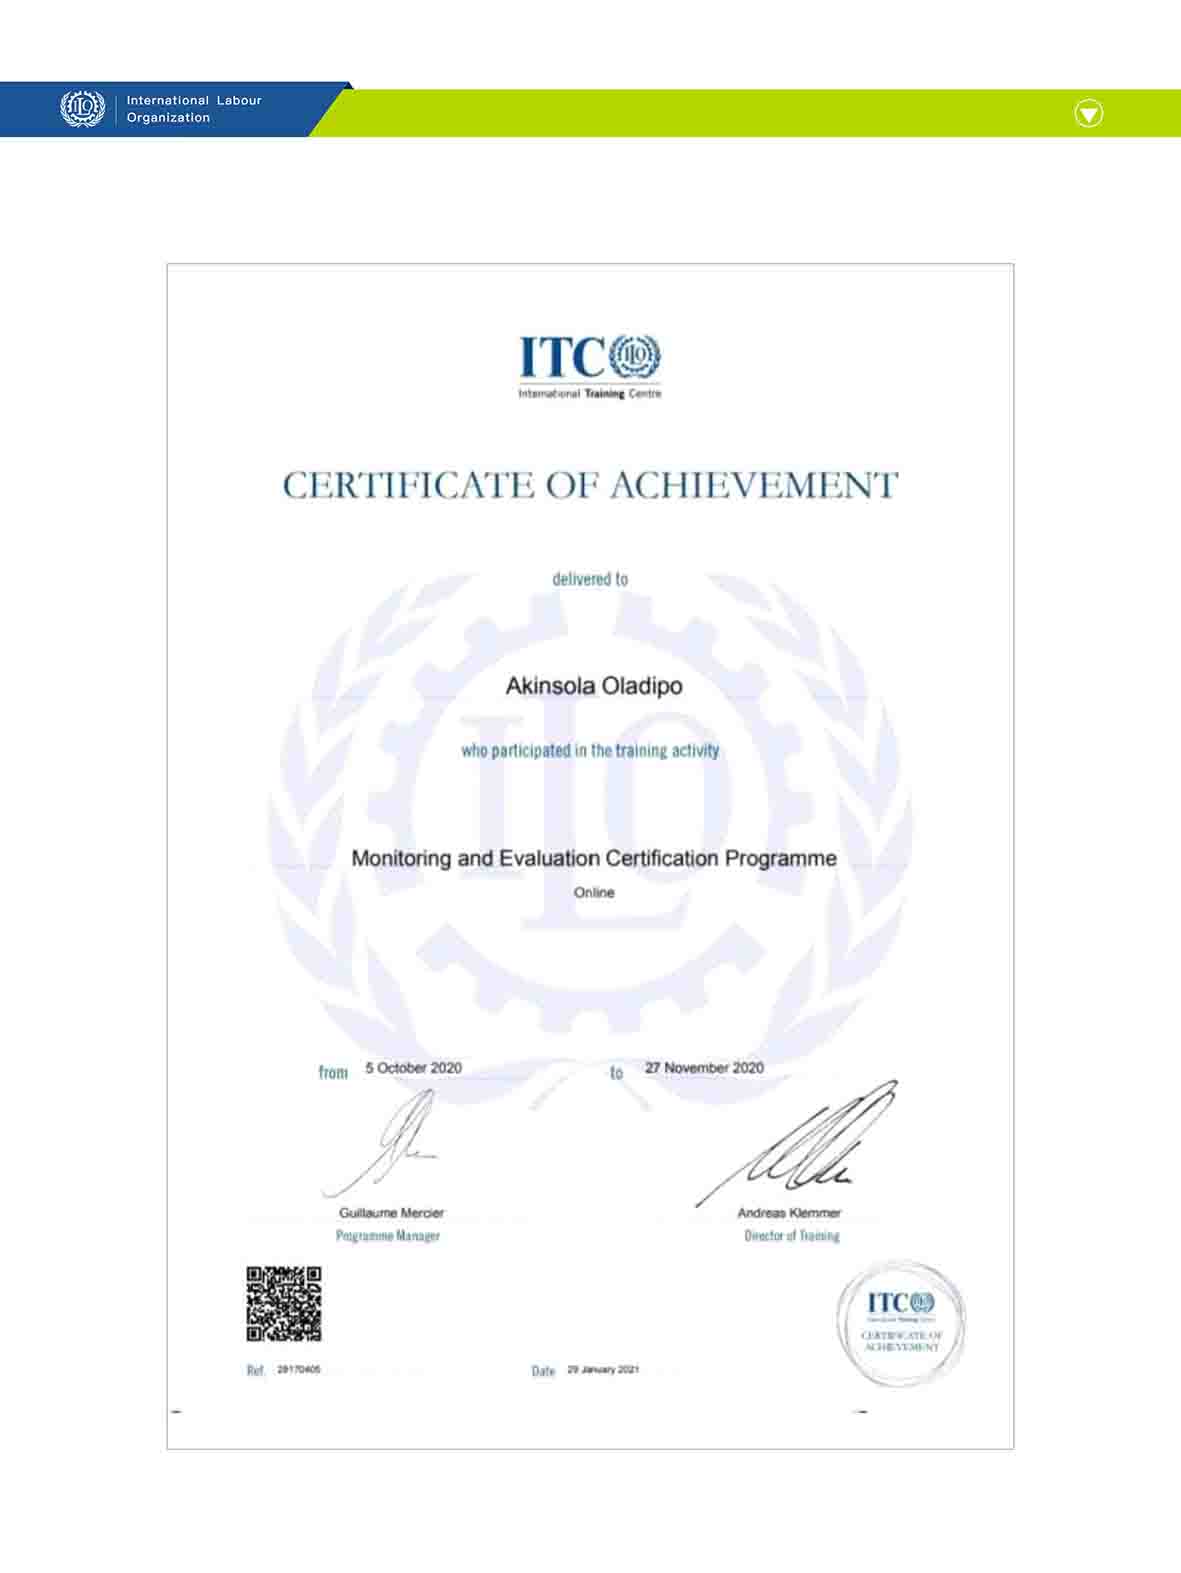 International Labour
Organization
ITC
International Training Centre
CERTIFICATE OF ACHIEVEMENT
delivered to
Akinsola Oladipo
who participated in the training activity
Monitoring and Evaluation Certification Programme
Online
from 5 October 2020 to 27 November 2020
Guillaume Mercier
Programme Manager
Andreas Klemmer
Director of Training
ITC
International Training Centre
CERTIFICATE OF
ACHIEVEMENT
Ref. 29170405
Date 29 January 2021